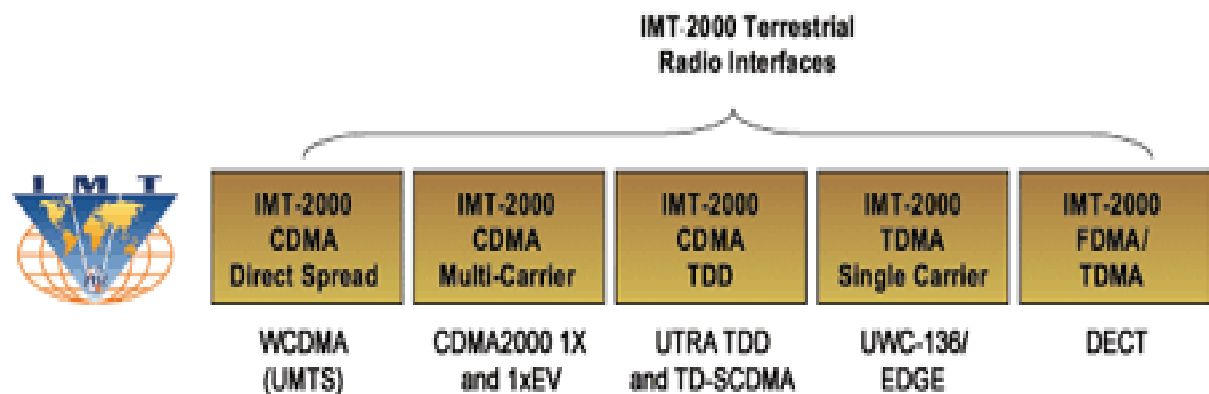 IMT-2000 Terrestrial
Radio Interfaces
IMT
IMT-2000
CDMA
Direct Spread
IMT-2000
CDMA
Multi-Carrier
IMT-2000
CDMA
TDD
IMT-2000
TDMA
Single Carrier
IMT-2000
FDMA/
TDMA
WCDMA
(UMTS)
CDMA2000 1X
and 1xEV
UTRA TDD
and TD-SCDMA
UWC-136/
EDGE
DECT